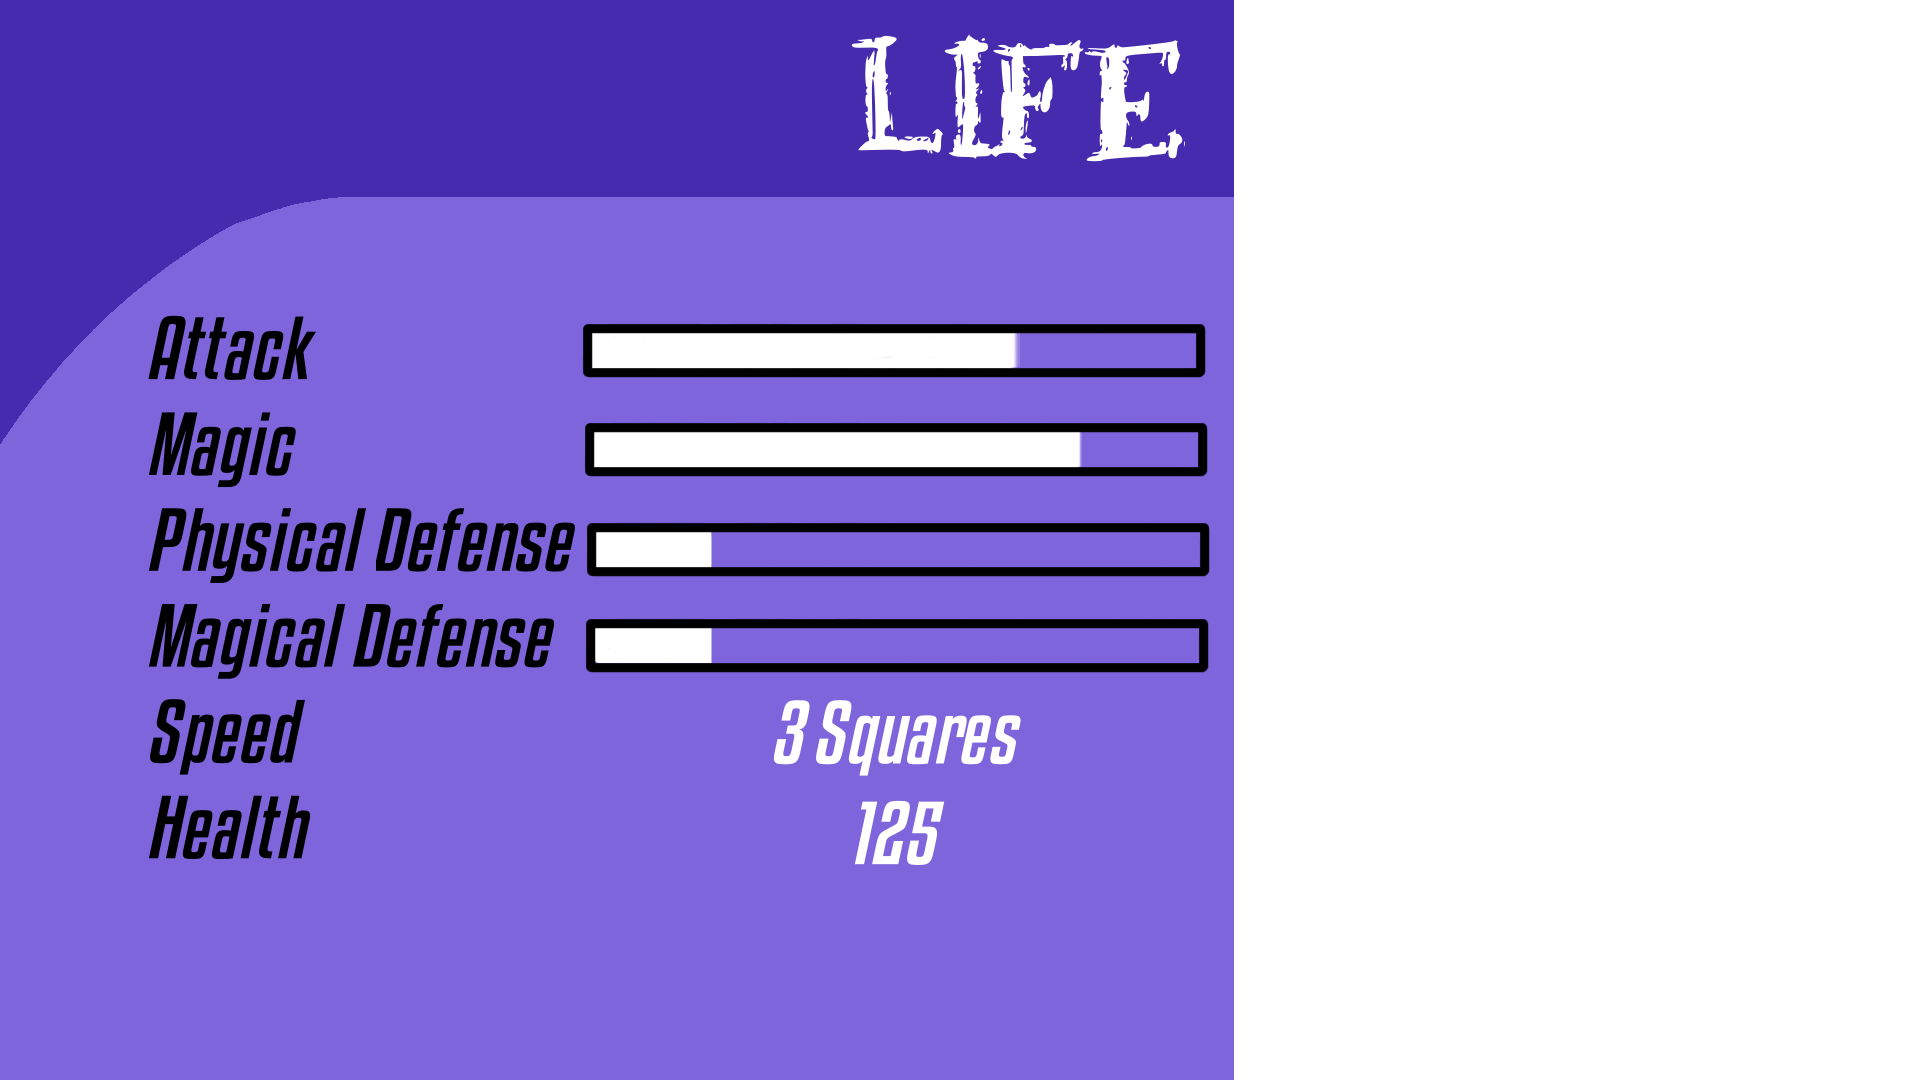 LIFE
Attack
Magic
Physical Defense
Magical Defense
Speed 3 Squares
Health 125